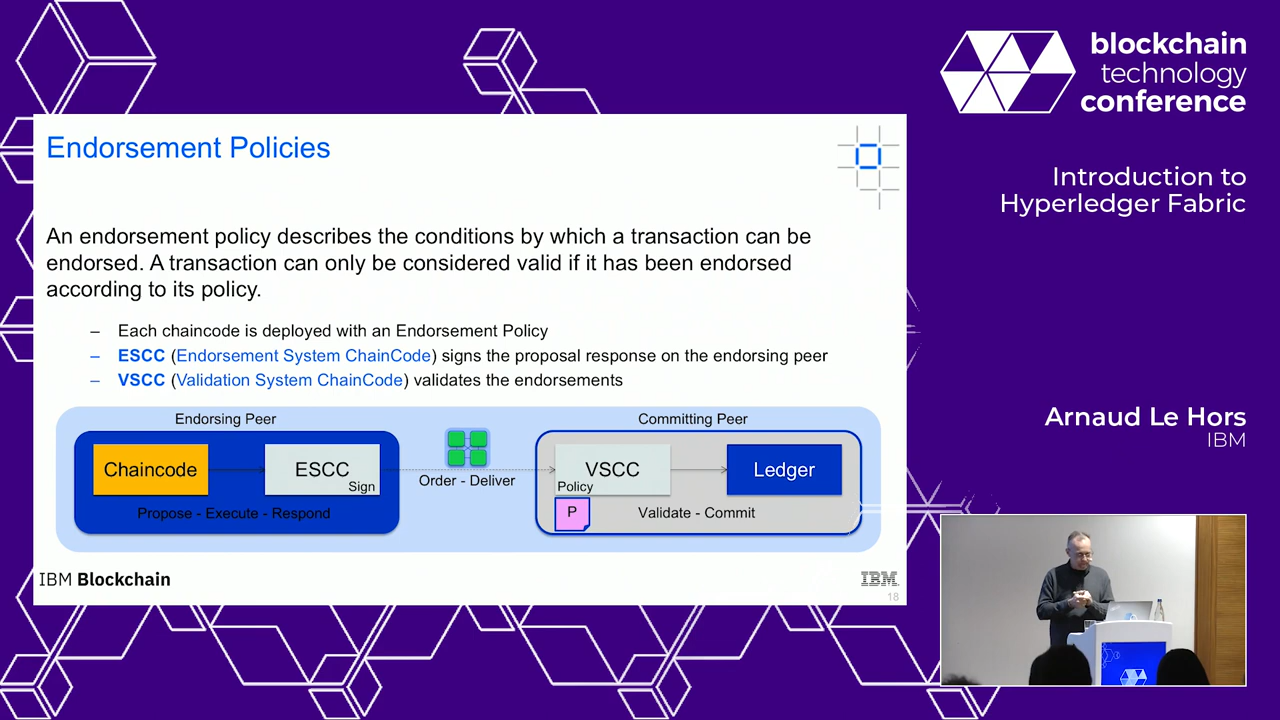 blockchain
technology
conference
Introduction to
Hyperledger Fabric
Arnaud Le Hors
IBM
Endorsement Policies
An endorsement policy describes the conditions by which a transaction can be
endorsed. A transaction can only be considered valid if it has been endorsed
according to its policy.
– Each chaincode is deployed with an Endorsement Policy
– ESCC (Endorsement System ChainCode) signs the proposal response on the endorsing peer
– VSCC (Validation System ChainCode) validates the endorsements
Endorsing Peer
Chaincode
ESCC
Sign
Propose - Execute - Respond
Order - Deliver
Committing Peer
VSCC
Policy
Ledger
P
Validate - Commit
IBM Blockchain
IBM
18